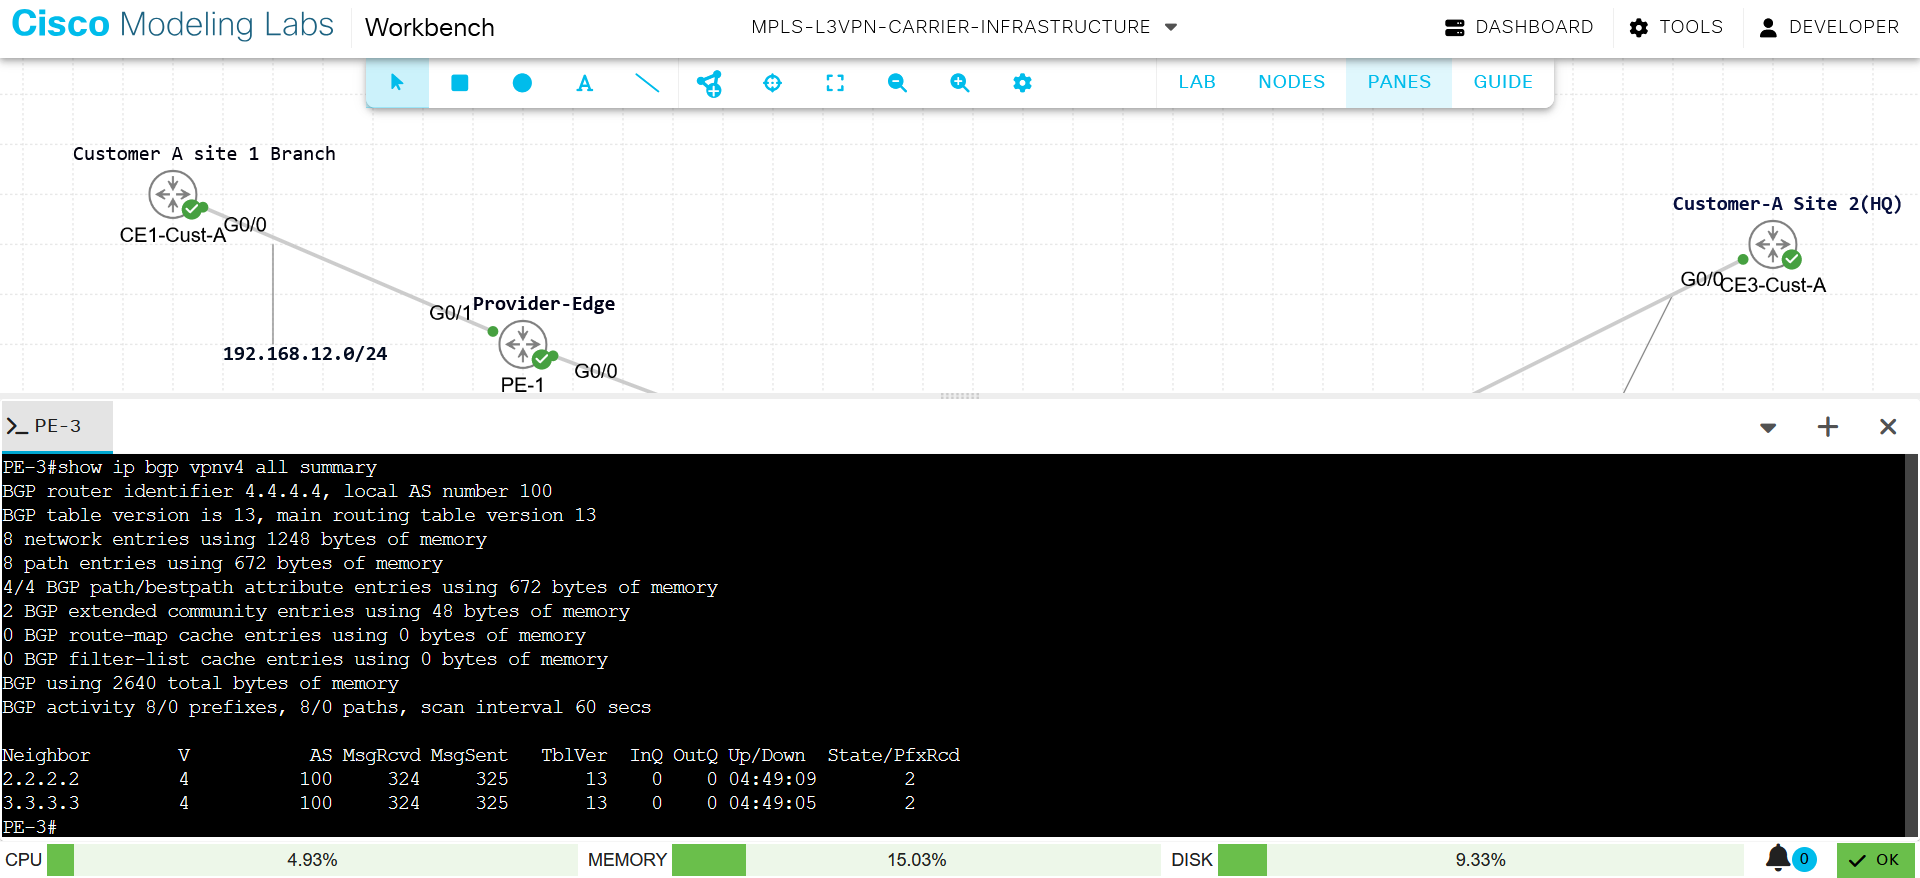 Cisco Modeling Labs Workbench MPLS-L3VPN-CARRIER-INFRASTRUCTURE DASHBOARD TOOLS DEVELOPER
A LAB NODES PANES GUIDE
Customer A site 1 Branch
G0/0
CE1-Cust-A
Customer-A Site 2(HQ)
G0/0
CE3-Cust-A
G0/1
Provider-Edge
192.168.12.0/24
G0/0
PE-1
PE-3
PE-3#show ip bgp vpnv4 all summary
BGP router identifier 4.4.4.4, local AS number 100
BGP table version is 13, main routing table version 13
8 network entries using 1248 bytes of memory
8 path entries using 672 bytes of memory
4/4 BGP path/bestpath attribute entries using 672 bytes of memory
2 BGP extended community entries using 48 bytes of memory
0 BGP route-map cache entries using 0 bytes of memory
0 BGP filter-list cache entries using 0 bytes of memory
BGP using 2640 total bytes of memory
BGP activity 8/0 prefixes, 8/0 paths, scan interval 60 secs
Neighbor V AS MsgRcvd MsgSent TblVer InQ OutQ Up/Down State/PfxRcd
2.2.2.2 4 100 324 325 13 0 0 04:49:09 2
3.3.3.3 4 100 324 325 13 0 0 04:49:05 2
PE-3#
CPU 4.93% MEMORY 15.03% DISK 9.33% 0 OK